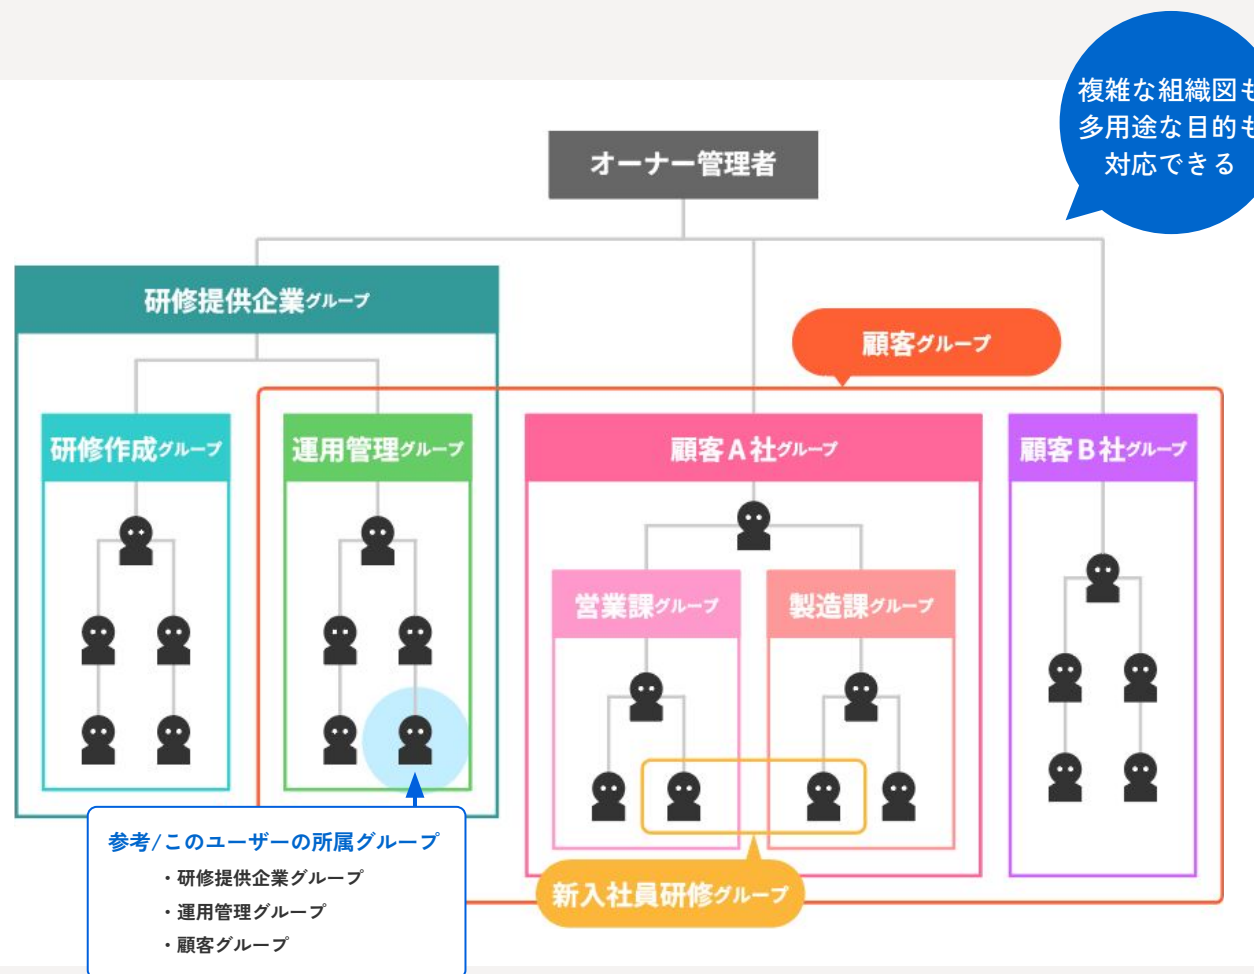 複雑な組織図も
多用途な目的も
対応できる
オーナー管理者
研修提供企業グループ
顧客グループ
研修作成グループ
運用管理グループ
顧客A社グループ
顧客B社グループ
営業課グループ
製造課グループ
新入社員研修グループ
参考/このユーザーの所属グループ
・研修提供企業グループ
・運用管理グループ
・顧客グループ